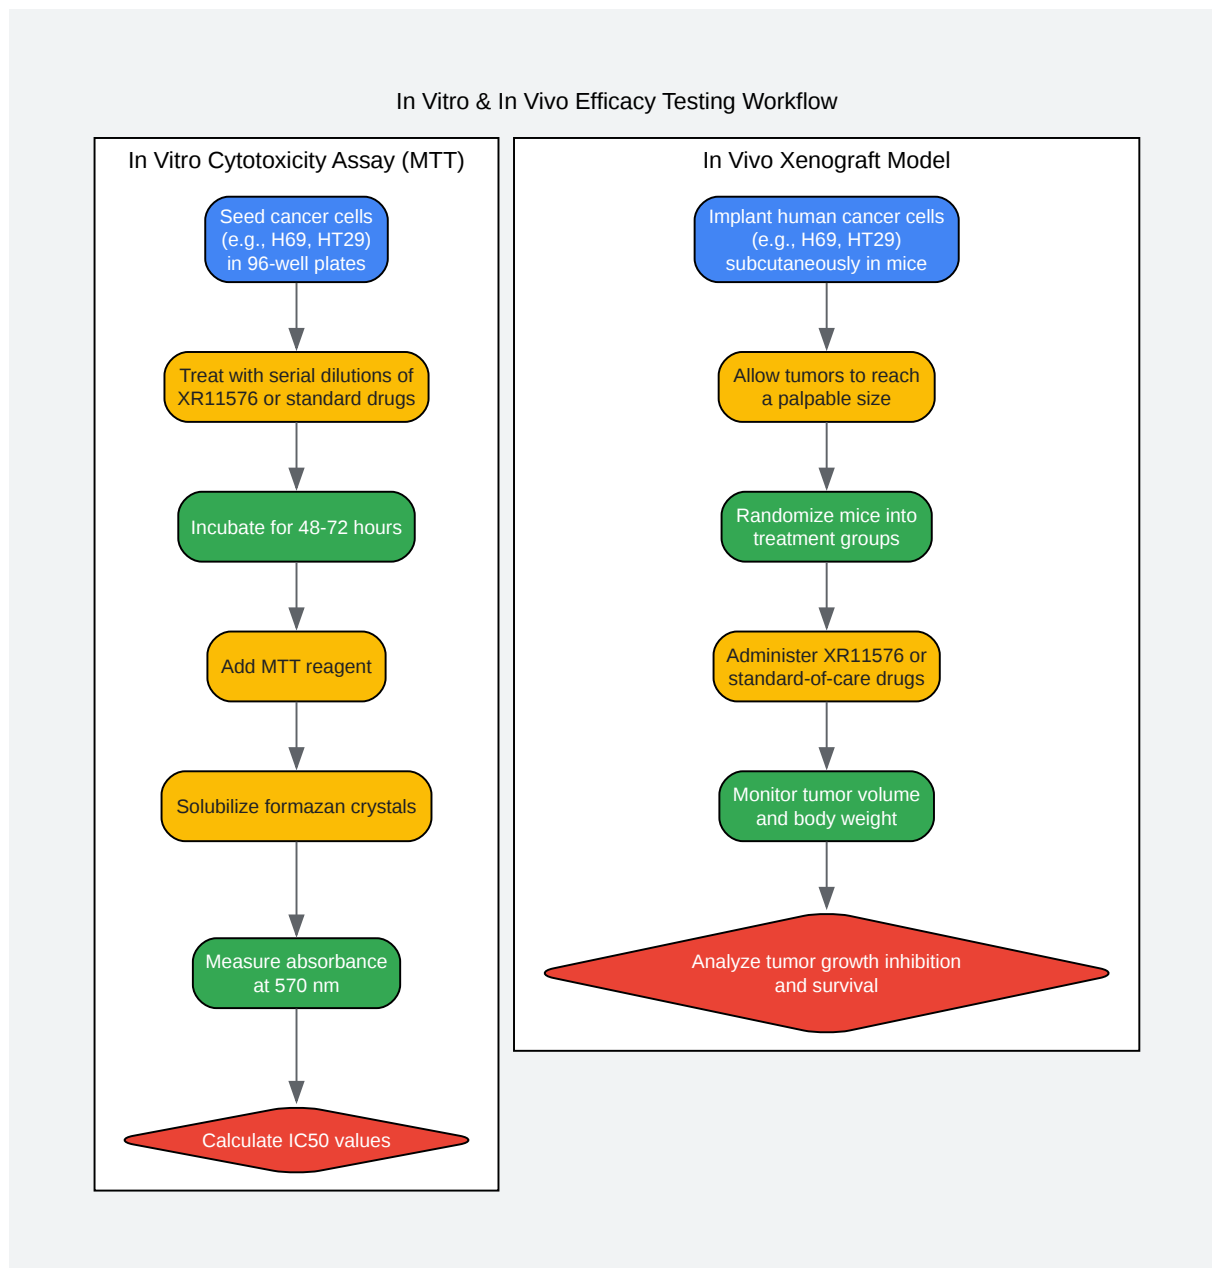 In Vitro & In Vivo Efficacy Testing Workflow
In Vitro Cytotoxicity Assay (MTT)
Seed cancer cells
(e.g., H69, HT29)
in 96-well plates
Treat with serial dilutions of
XR11576 or standard drugs
Incubate for 48-72 hours
Add MTT reagent
Solubilize formazan crystals
Measure absorbance
at 570 nm
Calculate IC50 values
In Vivo Xenograft Model
Implant human cancer cells
(e.g., H69, HT29)
subcutaneously in mice
Allow tumors to reach
a palpable size
Randomize mice into
treatment groups
Administer XR11576 or
standard-of-care drugs
Monitor tumor volume
and body weight
Analyze tumor growth inhibition
and survival